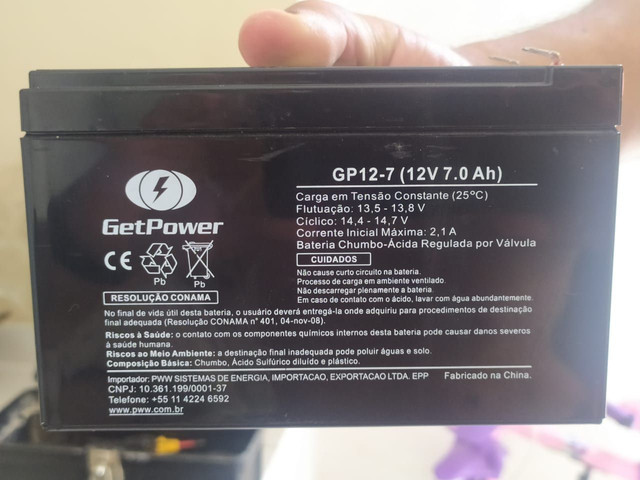 GetPower
CE
Pb
Pb
RESOLUÇÃO CONAMA
GP12-7 (12V 7.0 Ah)
Carga em Tensão Constante (25ºC)
Flutuação: 13,5 - 13,8 V
Cíclico: 14,4 - 14,7 V
Corrente Inicial Máxima: 2,1 A
Bateria Chumbo-Ácida Regulada por Válvula
CUIDADOS
Não cause curto circuito na bateria.
Processo de carga em ambiente ventilado.
Não descarregar plenamente a bateria.
Em caso de contato com o ácido, lavar com água abundantemente.
No final de vida útil desta bateria, o usuário deverá entregá-la onde adquiriu para procedimentos de destinação
final adequada (Resolução CONAMA nº 401, 04-nov-08).
Riscos à Saúde: o contato com os componentes químicos internos desta bateria pode causar danos severos
à saúde humana.
Riscos ao Meio Ambiente: a destinação final inadequada pode poluir águas e solo.
Composição Básica: Chumbo, Ácido Sulfúrico diluído e plástico.
Importador: PWW SISTEMAS DE ENERGIA, IMPORTACAO, EXPORTACAO LTDA. EPP Fabricado na China.
CNPJ: 10.361.199/0001-37
Telefone: +55 11 4224 6592
www.pww.com.br